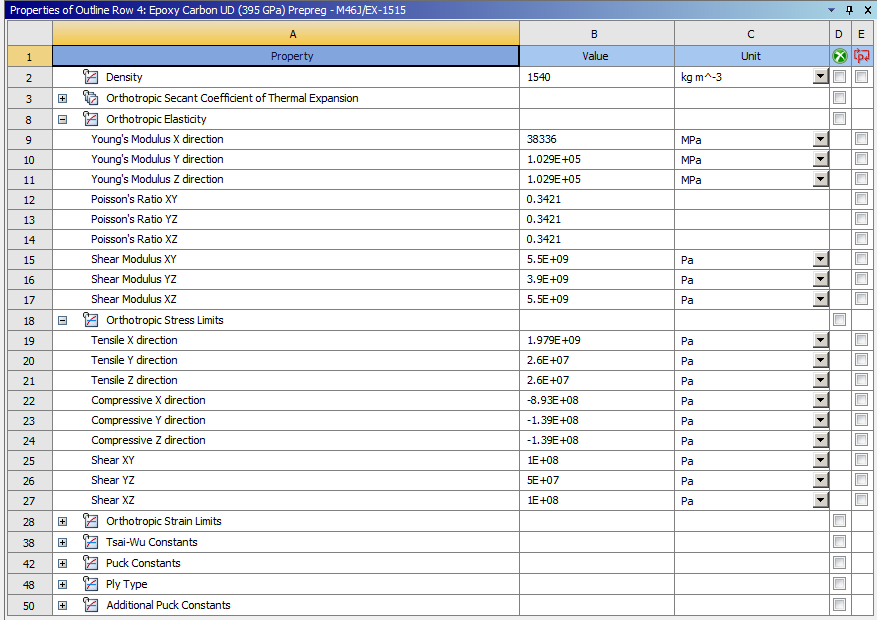 Properties of Outline Row 4: Epoxy Carbon UD (395 GPa) Prepreg - M46J/EX-1515
A B C D E
1 Property Value Unit
2 Density 1540 kg m^-3
3 Orthotropic Secant Coefficient of Thermal Expansion
8 Orthotropic Elasticity
9 Young's Modulus X direction 38336 MPa
10 Young's Modulus Y direction 1.029E+05 MPa
11 Young's Modulus Z direction 1.029E+05 MPa
12 Poisson's Ratio XY 0.3421
13 Poisson's Ratio YZ 0.3421
14 Poisson's Ratio XZ 0.3421
15 Shear Modulus XY 5.5E+09 Pa
16 Shear Modulus YZ 3.9E+09 Pa
17 Shear Modulus XZ 5.5E+09 Pa
18 Orthotropic Stress Limits
19 Tensile X direction 1.979E+09 Pa
20 Tensile Y direction 2.6E+07 Pa
21 Tensile Z direction 2.6E+07 Pa
22 Compressive X direction -8.93E+08 Pa
23 Compressive Y direction -1.39E+08 Pa
24 Compressive Z direction -1.39E+08 Pa
25 Shear XY 1E+08 Pa
26 Shear YZ 5E+07 Pa
27 Shear XZ 1E+08 Pa
28 Orthotropic Strain Limits
38 Tsai-Wu Constants
42 Puck Constants
48 Ply Type
50 Additional Puck Constants